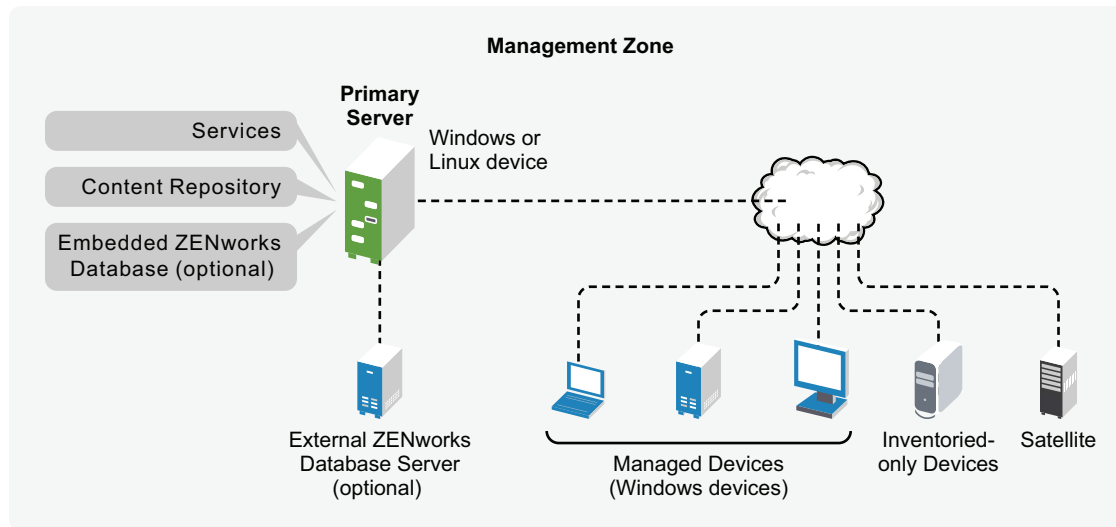 Management Zone
Primary
Server
Windows or
Linux device
Services
Content Repository
Embedded ZENworks
Database (optional)
External ZENworks
Database Server
(optional)
Managed Devices
(Windows devices)
Inventoried-
only Devices
Satellite